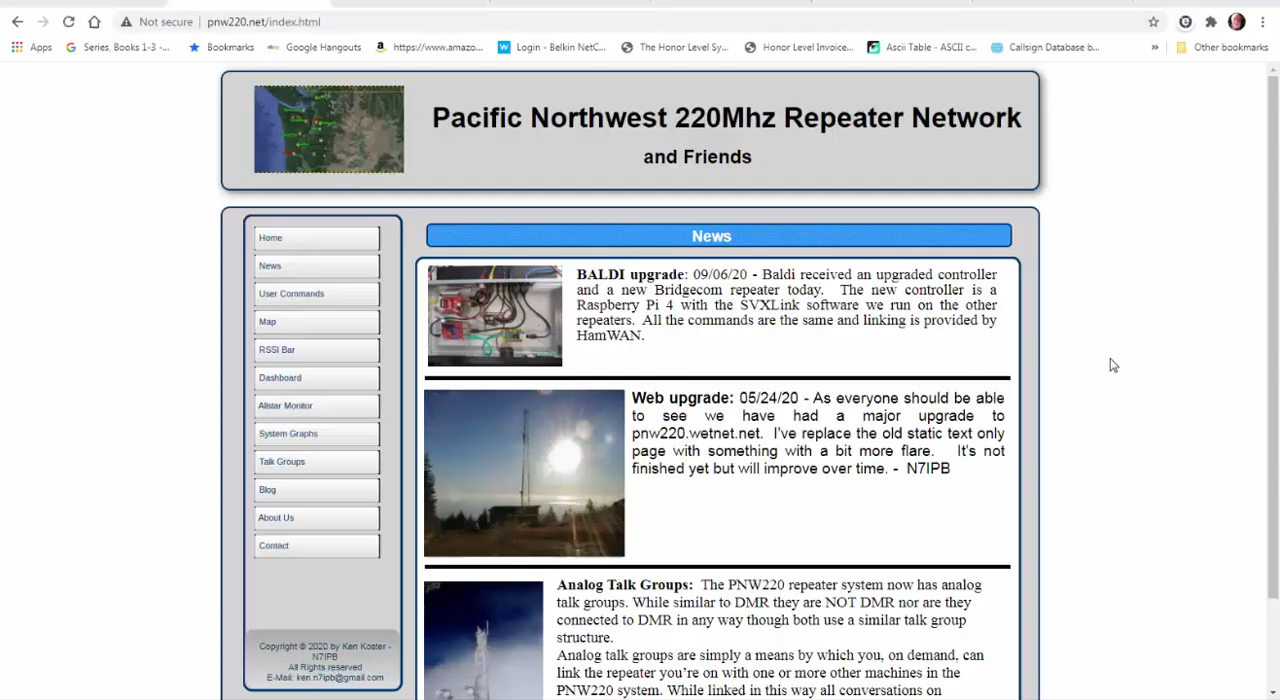 Not secure | pnw220.net/index.html
Apps Series, Books 1-3 -... Bookmarks Google Hangouts https://www.amazo... Login - Belkin NetC... The Honor Level Sy... Honor Level Invoice... Ascii Table - ASCII c... Callsign Database b... » Other bookmarks
Pacific Northwest 220Mhz Repeater Network
and Friends
Home
News
User Commands
Map
RSSI Bar
Dashboard
Allstar Monitor
System Graphs
Talk Groups
Blog
About Us
Contact
Copyright © 2020 by Ken Koster -
N7IPB
All Rights reserved
E-Mail: ken.n7ipb@gmail.com
News
BALDI upgrade: 09/06/20 - Baldi received an upgraded controller
and a new Bridgecom repeater today. The new controller is a
Raspberry Pi 4 with the SVXLink software we run on the other
repeaters. All the commands are the same and linking is provided by
HamWAN.
Web upgrade: 05/24/20 - As everyone should be able
to see we have had a major upgrade to
pnw220.wetnet.net. I've replace the old static text only
page with something with a bit more flare. It's not
finished yet but will improve over time. - N7IPB
Analog Talk Groups: The PNW220 repeater system now has analog
talk groups. While similar to DMR they are NOT DMR nor are they
connected to DMR in any way though both use a similar talk group
structure.
Analog talk groups are simply a means by which you, on demand, can
link the repeater you're on with one or more other machines in the
PNW220 system. While linked in this way all conversations on